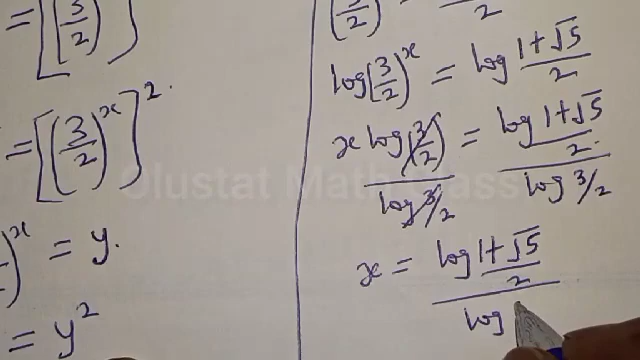 = [(3/2)]
= [(3/2)^x]^2.
)^x = y.
= y^2
(3/2) 2
log(3/2)^x = log (1+√5)/2
x log(3/2) / log 3/2 = log (1+√5)/2 / log 3/2
x = log (1+√5)/2 / log
Olustat Math Class